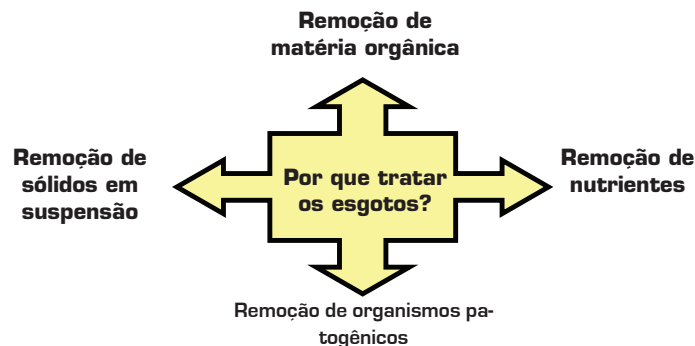 Remoção de
matéria orgânica
Remoção de
sólidos em
suspensão
Por que tratar
os esgotos?
Remoção de
nutrientes
Remoção de organismos pa-
togênicos